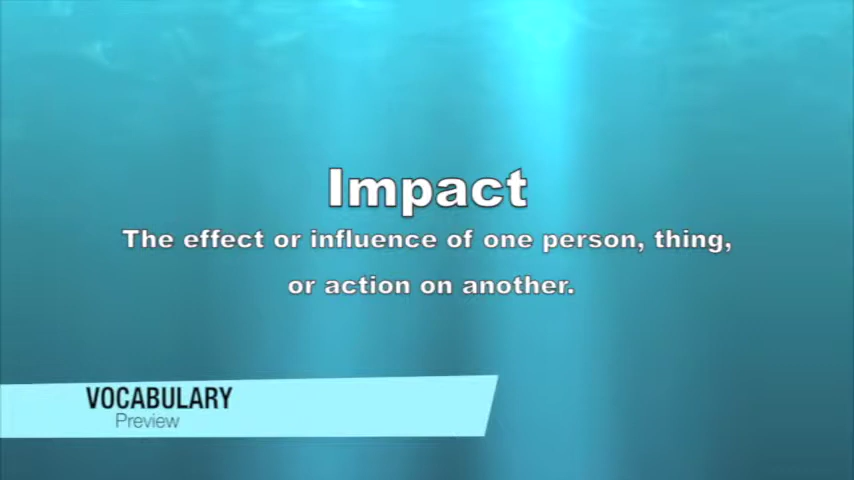 Impact
The effect or influence of one person, thing,
or action on another.
VOCABULARY
Preview